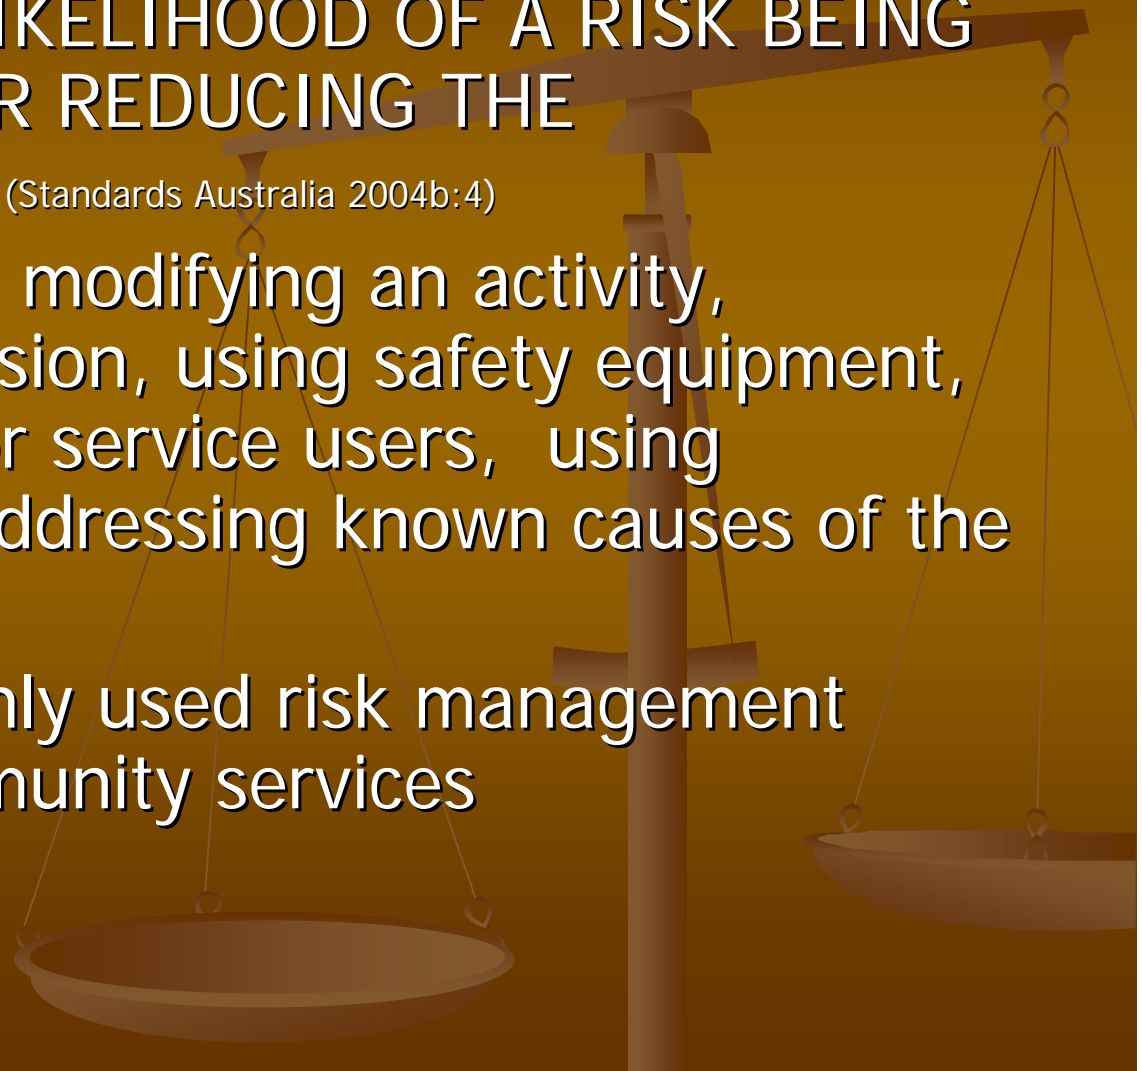 IKELIHOOD OF A RISK BEING
R REDUCING THE
(Standards Australia 2004b:4)
modifying an activity,
sion, using safety equipment,
or service users,  using
ddressing known causes of the
nly used risk management
munity services